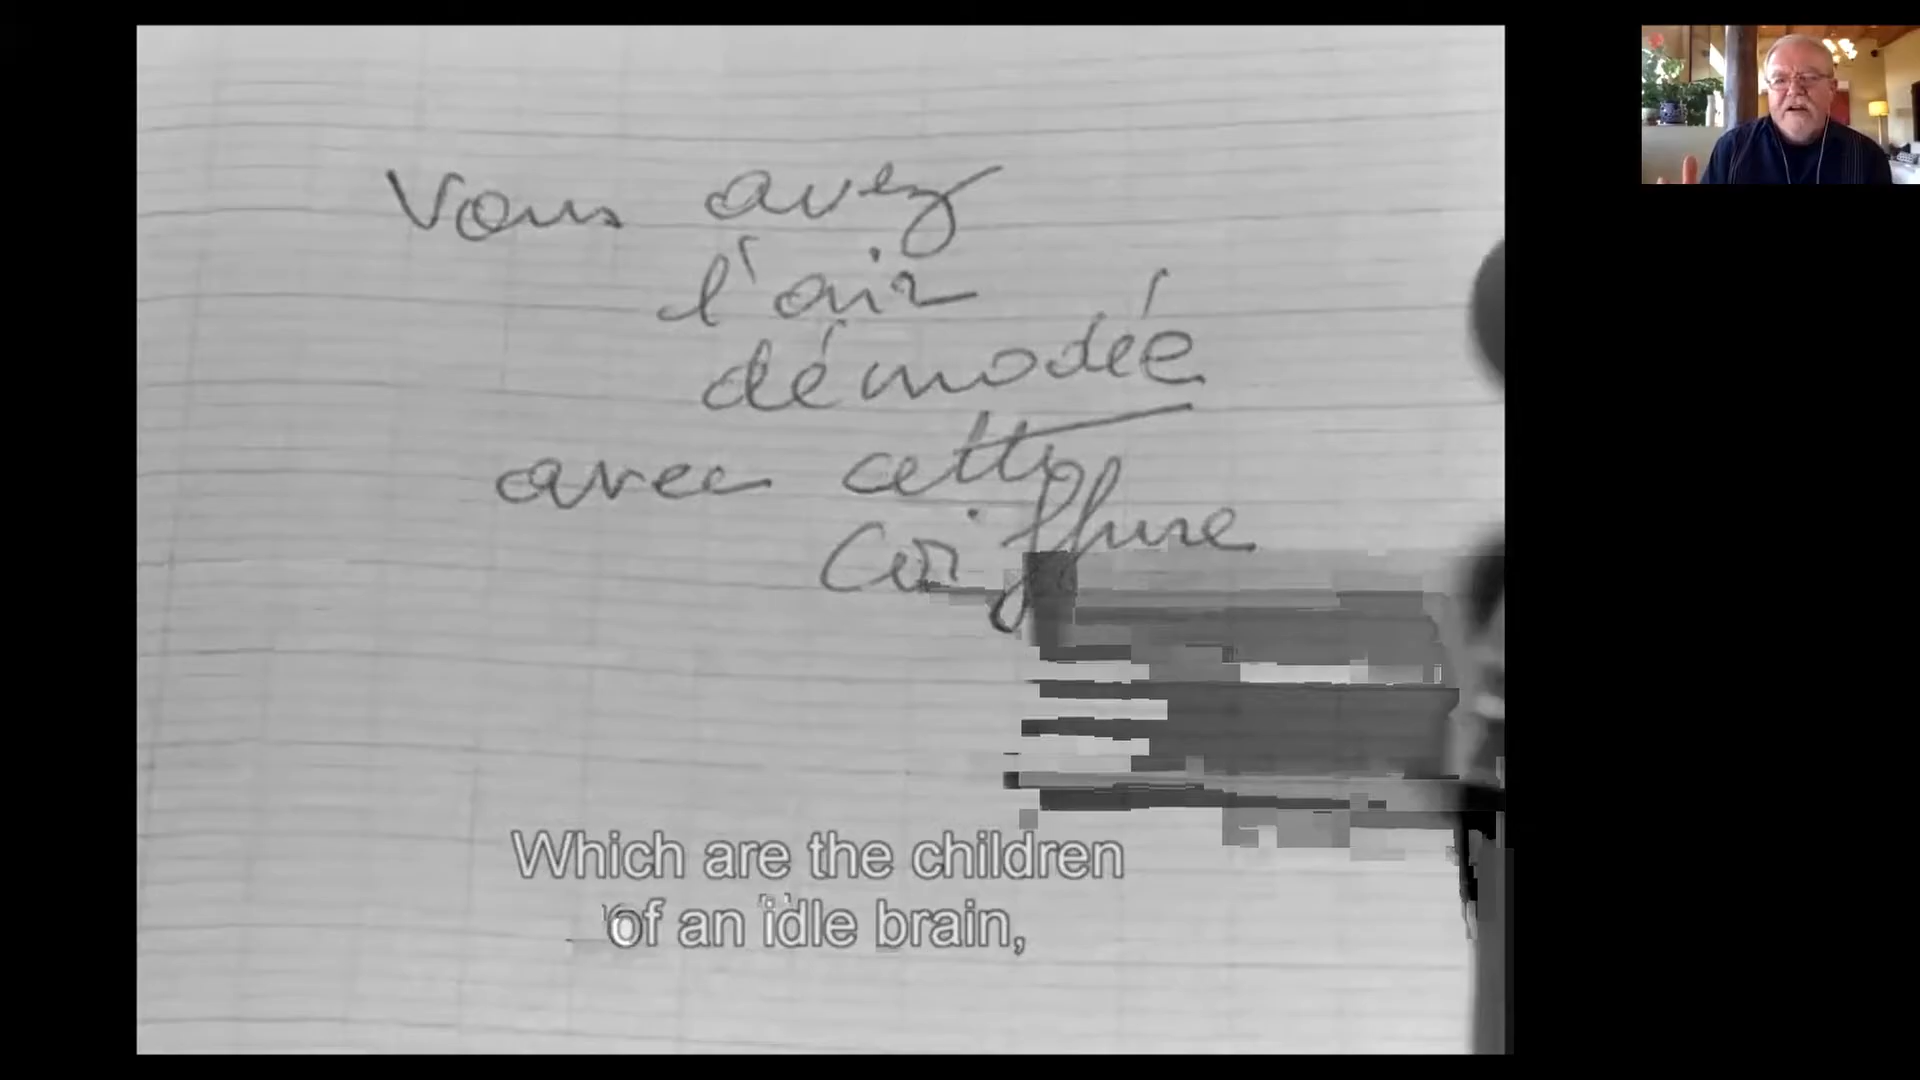 Vous avez
l'air
démodée
avec cette
Coiffure
Which are the children
of an idle brain,